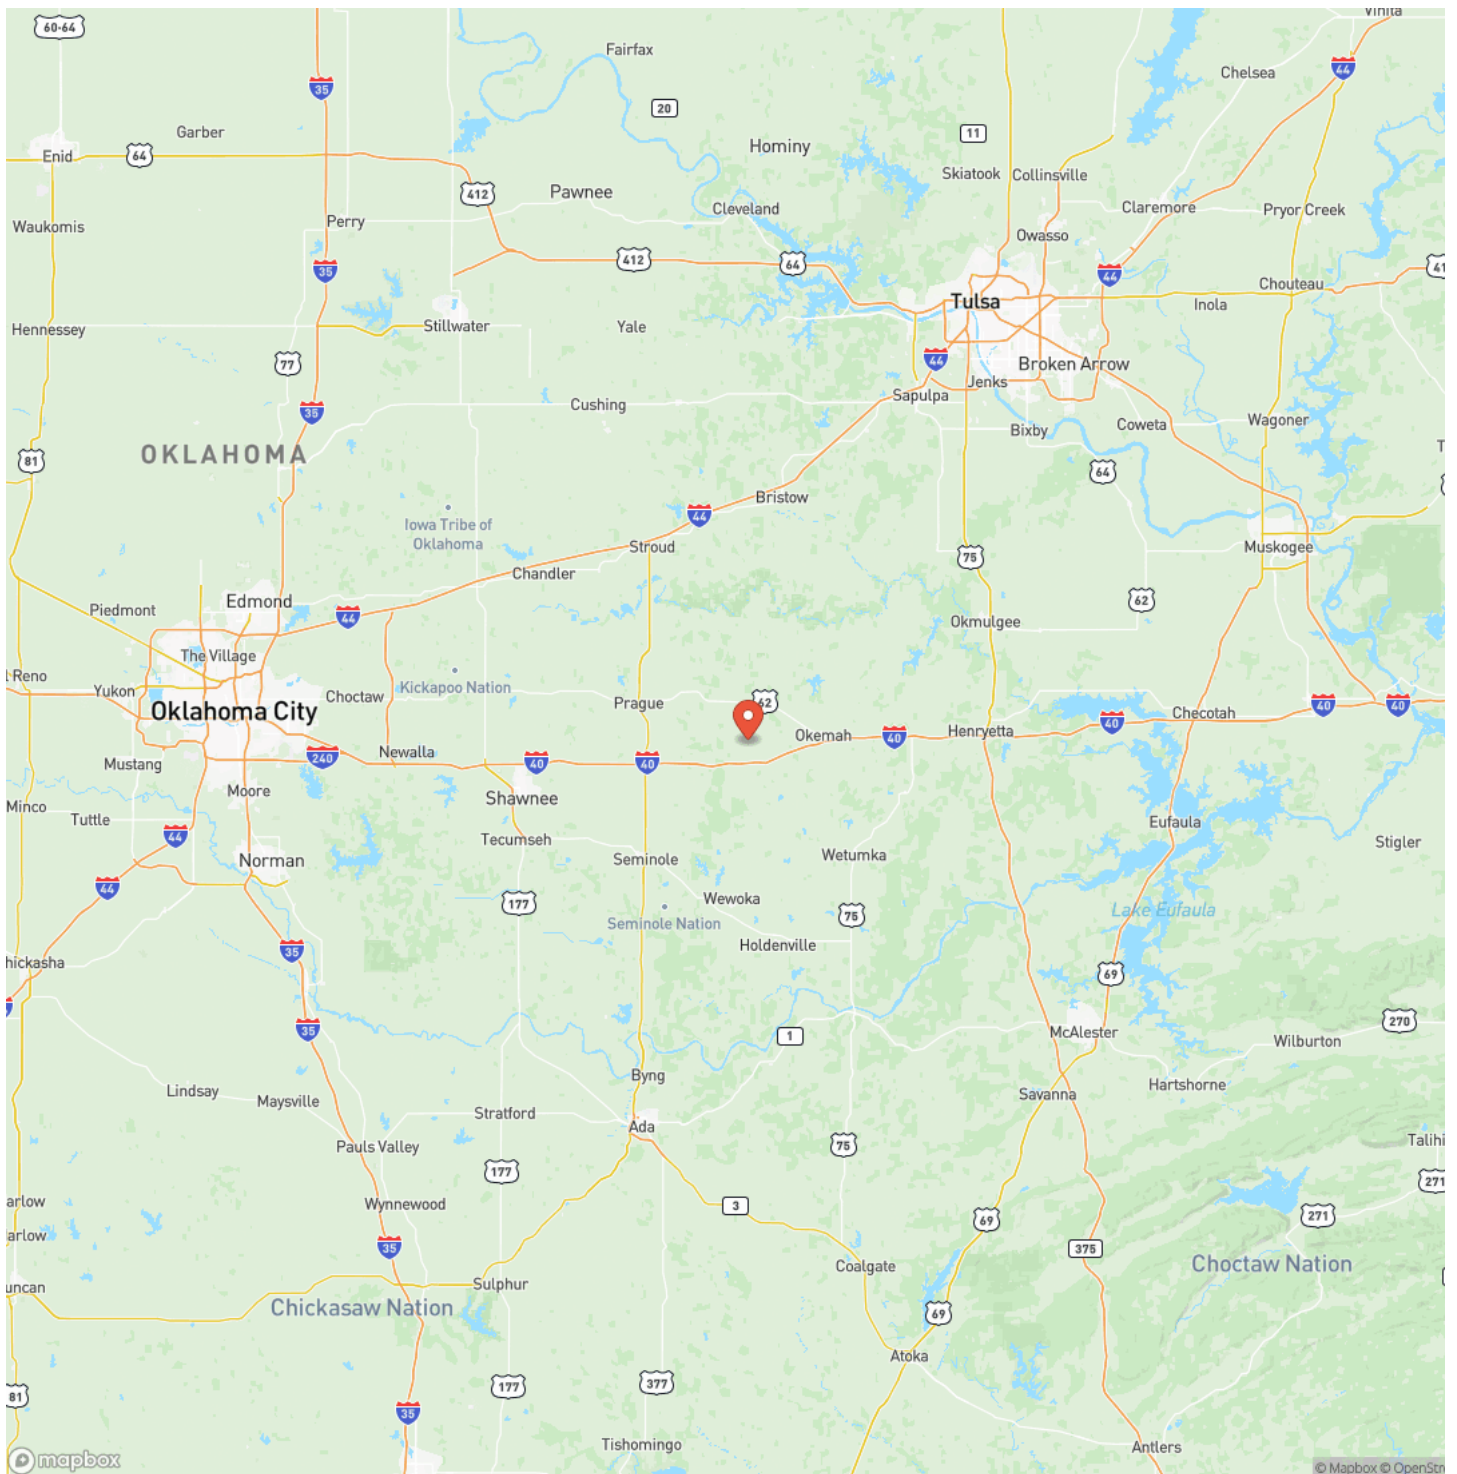 60-64
Fairfax
Vinita
35
44
Chelsea
20
11
Garber
Hominy
Enid
64
Skiatook
Collinsville
412
Pawnee
Cleveland
Claremore
Pryor Creek
Waukomis
Perry
Owasso
412
64
35
44
41
Chouteau
Tulsa
Inola
Hennessey
Stillwater
Yale
77
44
Broken Arrow
Jenks
Sapulpa
35
Cushing
Bixby
Coweta
Wagoner
OKLAHOMA
81
64
T
Bristow
44
Iowa Tribe of
Oklahoma
Stroud
75
Muskogee
Chandler
Edmond
Piedmont
44
62
Okmulgee
The Village
l Reno
Yukon
Choctaw
Kickapoo Nation
Prague
62
Oklahoma City
40
40
Checotah
40
Okemah
40
Henryetta
Newalla
240
Mustang
40
40
Moore
Shawnee
Minco
Tuttle
44
Eufaula
Tecumseh
Stigler
Norman
Seminole
Wetumka
44
177
Wewoka
75
Lake Eufaula
Seminole Nation
35
Holdenville
hickasha
69
35
1
270
McAlester
Wilburton
Byng
Hartshorne
Lindsay
Maysville
Savanna
Stratford
Ada
Pauls Valley
75
Talihi
177
271
Wynnewood
arlow
3
69
271
arlow
35
375
Coalgate
Choctaw Nation
uncan
Sulphur
Chickasaw Nation
69
Atoka
81
177
377
35
Tishomingo
Antlers
mapbox
© Mapbox © OpenStre